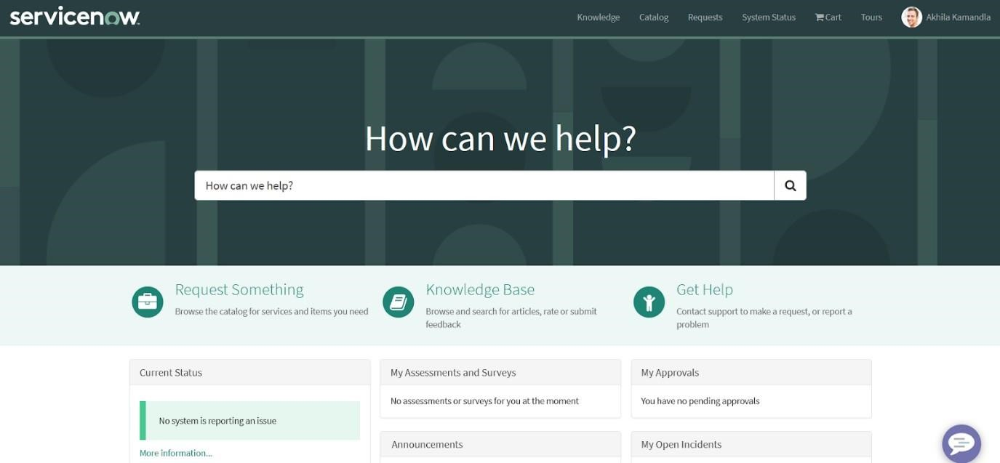 servicenow™
Knowledge
Catalog
Requests
System Status
Cart
Tours
Akhila Kamandla
How can we help?
How can we help?
Request Something
Browse the catalog for services and items you need
Knowledge Base
Browse and search for articles, rate or submit
feedback
Get Help
Contact support to make a request, or report a
problem
Current Status
No system is reporting an issue
More information...
My Assessments and Surveys
No assessments or surveys for you at the moment
My Approvals
You have no pending approvals
Announcements
My Open Incidents